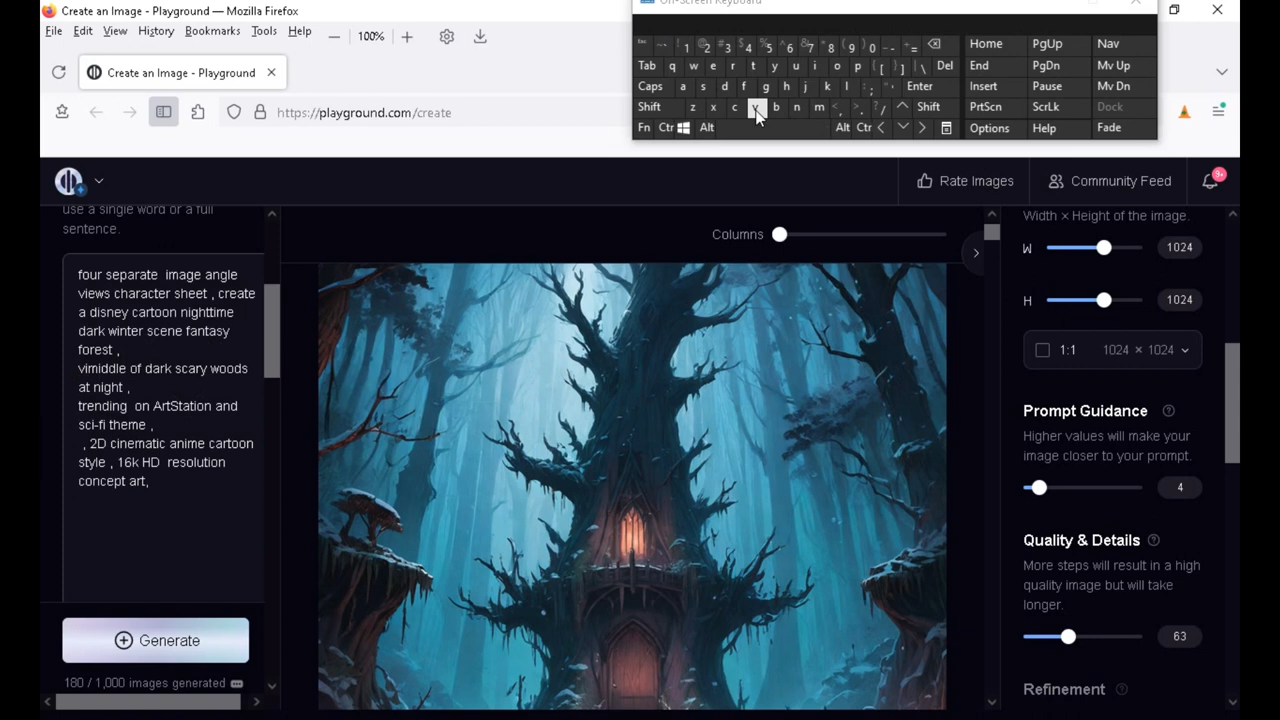 Create an Image - Playground — Mozilla Firefox
On-Screen Keyboard
File Edit View History Bookmarks Tools Help
100%
Create an Image - Playground
https://playground.com/create
Home PgUp Nav
Tab q w e r t y u i o p [ ] \ Del End PgDn Mv Up
Caps a s d f g h j k l ; ' Enter Insert Pause Mv Dn
Shift z x c v b n m , . / Shift PrtScn ScrLk Dock
Fn Ctr Alt Alt Ctr Options Help Fade
Rate Images
Community Feed
9+
use a single word or a full
sentence.
four separate  image angle
views character sheet , create
a disney cartoon nighttime
dark winter scene fantasy
forest ,
vimiddle of dark scary woods
at night ,
trending  on ArtStation and
sci-fi theme ,
, 2D cinematic anime cartoon
style , 16k HD  resolution
concept art,
Generate
180 / 1,000 images generated
Columns
Width × Height of the image.
W 1024
H 1024
1:1 1024 × 1024
Prompt Guidance
Higher values will make your
image closer to your prompt.
4
Quality & Details
More steps will result in a high
quality image but will take
longer.
63
Refinement